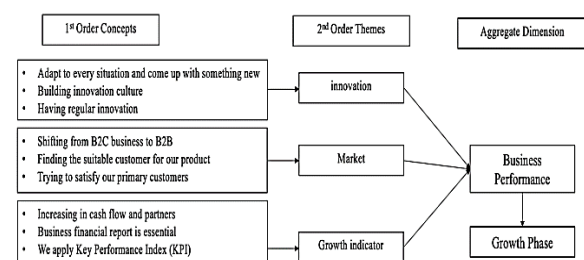 1st Order Concepts
2nd Order Themes
Aggregate Dimension
• Adapt to every situation and come up with something new
• Building innovation culture
• Having regular innovation
innovation
• Shifting from B2C business to B2B
• Finding the suitable customer for our product
• Trying to satisfy our primary customers
Market
Business
Performance
• Increasing in cash flow and partners
• Business financial report is essential
• We apply Key Performance Index (KPI)
Growth indicator
Growth Phase